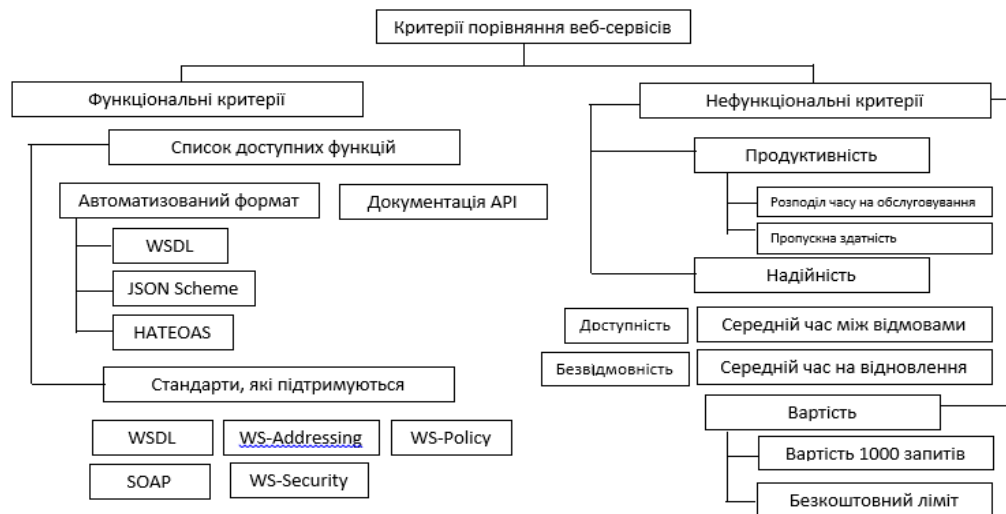 Критерії порівняння веб-сервісів
Функціональні критерії
Список доступних функцій
Автоматизований формат
Документація API
WSDL
JSON Scheme
HATEOAS
Стандарти, які підтримуються
WSDL
WS-Addressing
WS-Policy
SOAP
WS-Security
Нефункціональні критерії
Продуктивність
Розподіл часу на обслуговування
Пропускна здатність
Надійність
Доступність
Середній час між відмовами
Безвідмовність
Середній час на відновлення
Вартість
Вартість 1000 запитів
Безкоштовний ліміт